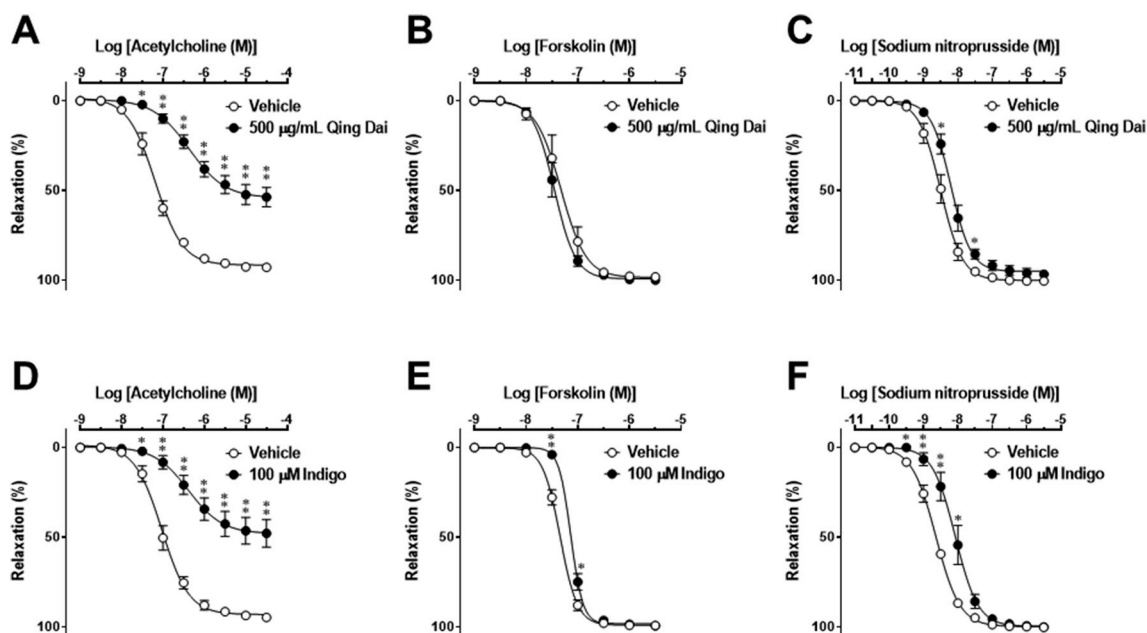 A
Log [Acetylcholine (M)]
-9 -8 -7 -6 -5 -4
0
50
100
Relaxation (%)
Vehicle
500 µg/mL Qing Dai
* ** ** ** ** ** **
B
Log [Forskolin (M)]
-9 -8 -7 -6 -5
0
50
100
Relaxation (%)
Vehicle
500 µg/mL Qing Dai
C
Log [Sodium nitroprusside (M)]
-11 -10 -9 -8 -7 -6 -5
0
50
100
Relaxation (%)
Vehicle
500 µg/mL Qing Dai
* *
D
Log [Acetylcholine (M)]
-9 -8 -7 -6 -5 -4
0
50
100
Relaxation (%)
Vehicle
100 µM Indigo
* ** ** ** ** ** **
E
Log [Forskolin (M)]
-9 -8 -7 -6 -5
0
50
100
Relaxation (%)
Vehicle
100 µM Indigo
** *
F
Log [Sodium nitroprusside (M)]
-11 -10 -9 -8 -7 -6 -5
0
50
100
Relaxation (%)
Vehicle
100 µM Indigo
* ** ** *